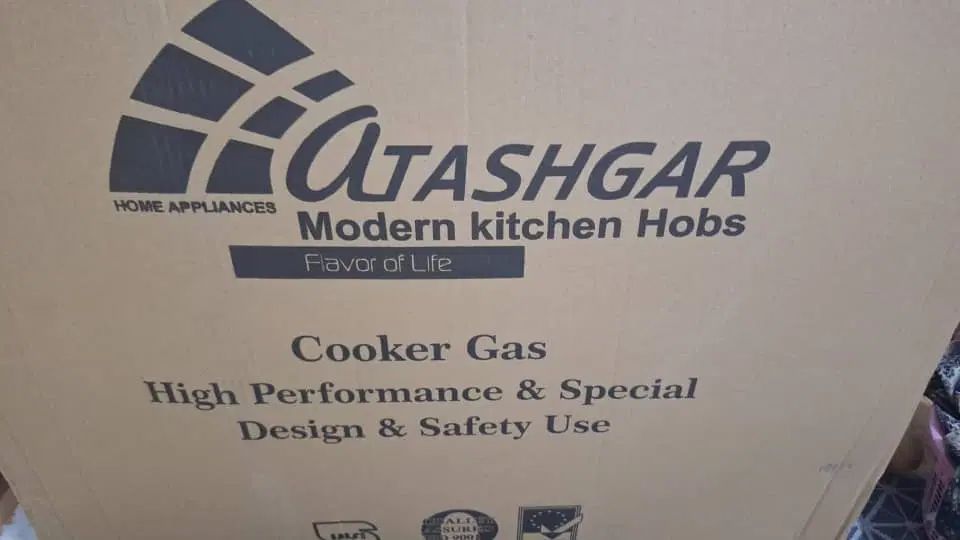 ATASHGAR
HOME APPLIANCES
Modern kitchen Hobs
Flavor of Life
Cooker Gas
High Performance & Special
Design & Safety Use